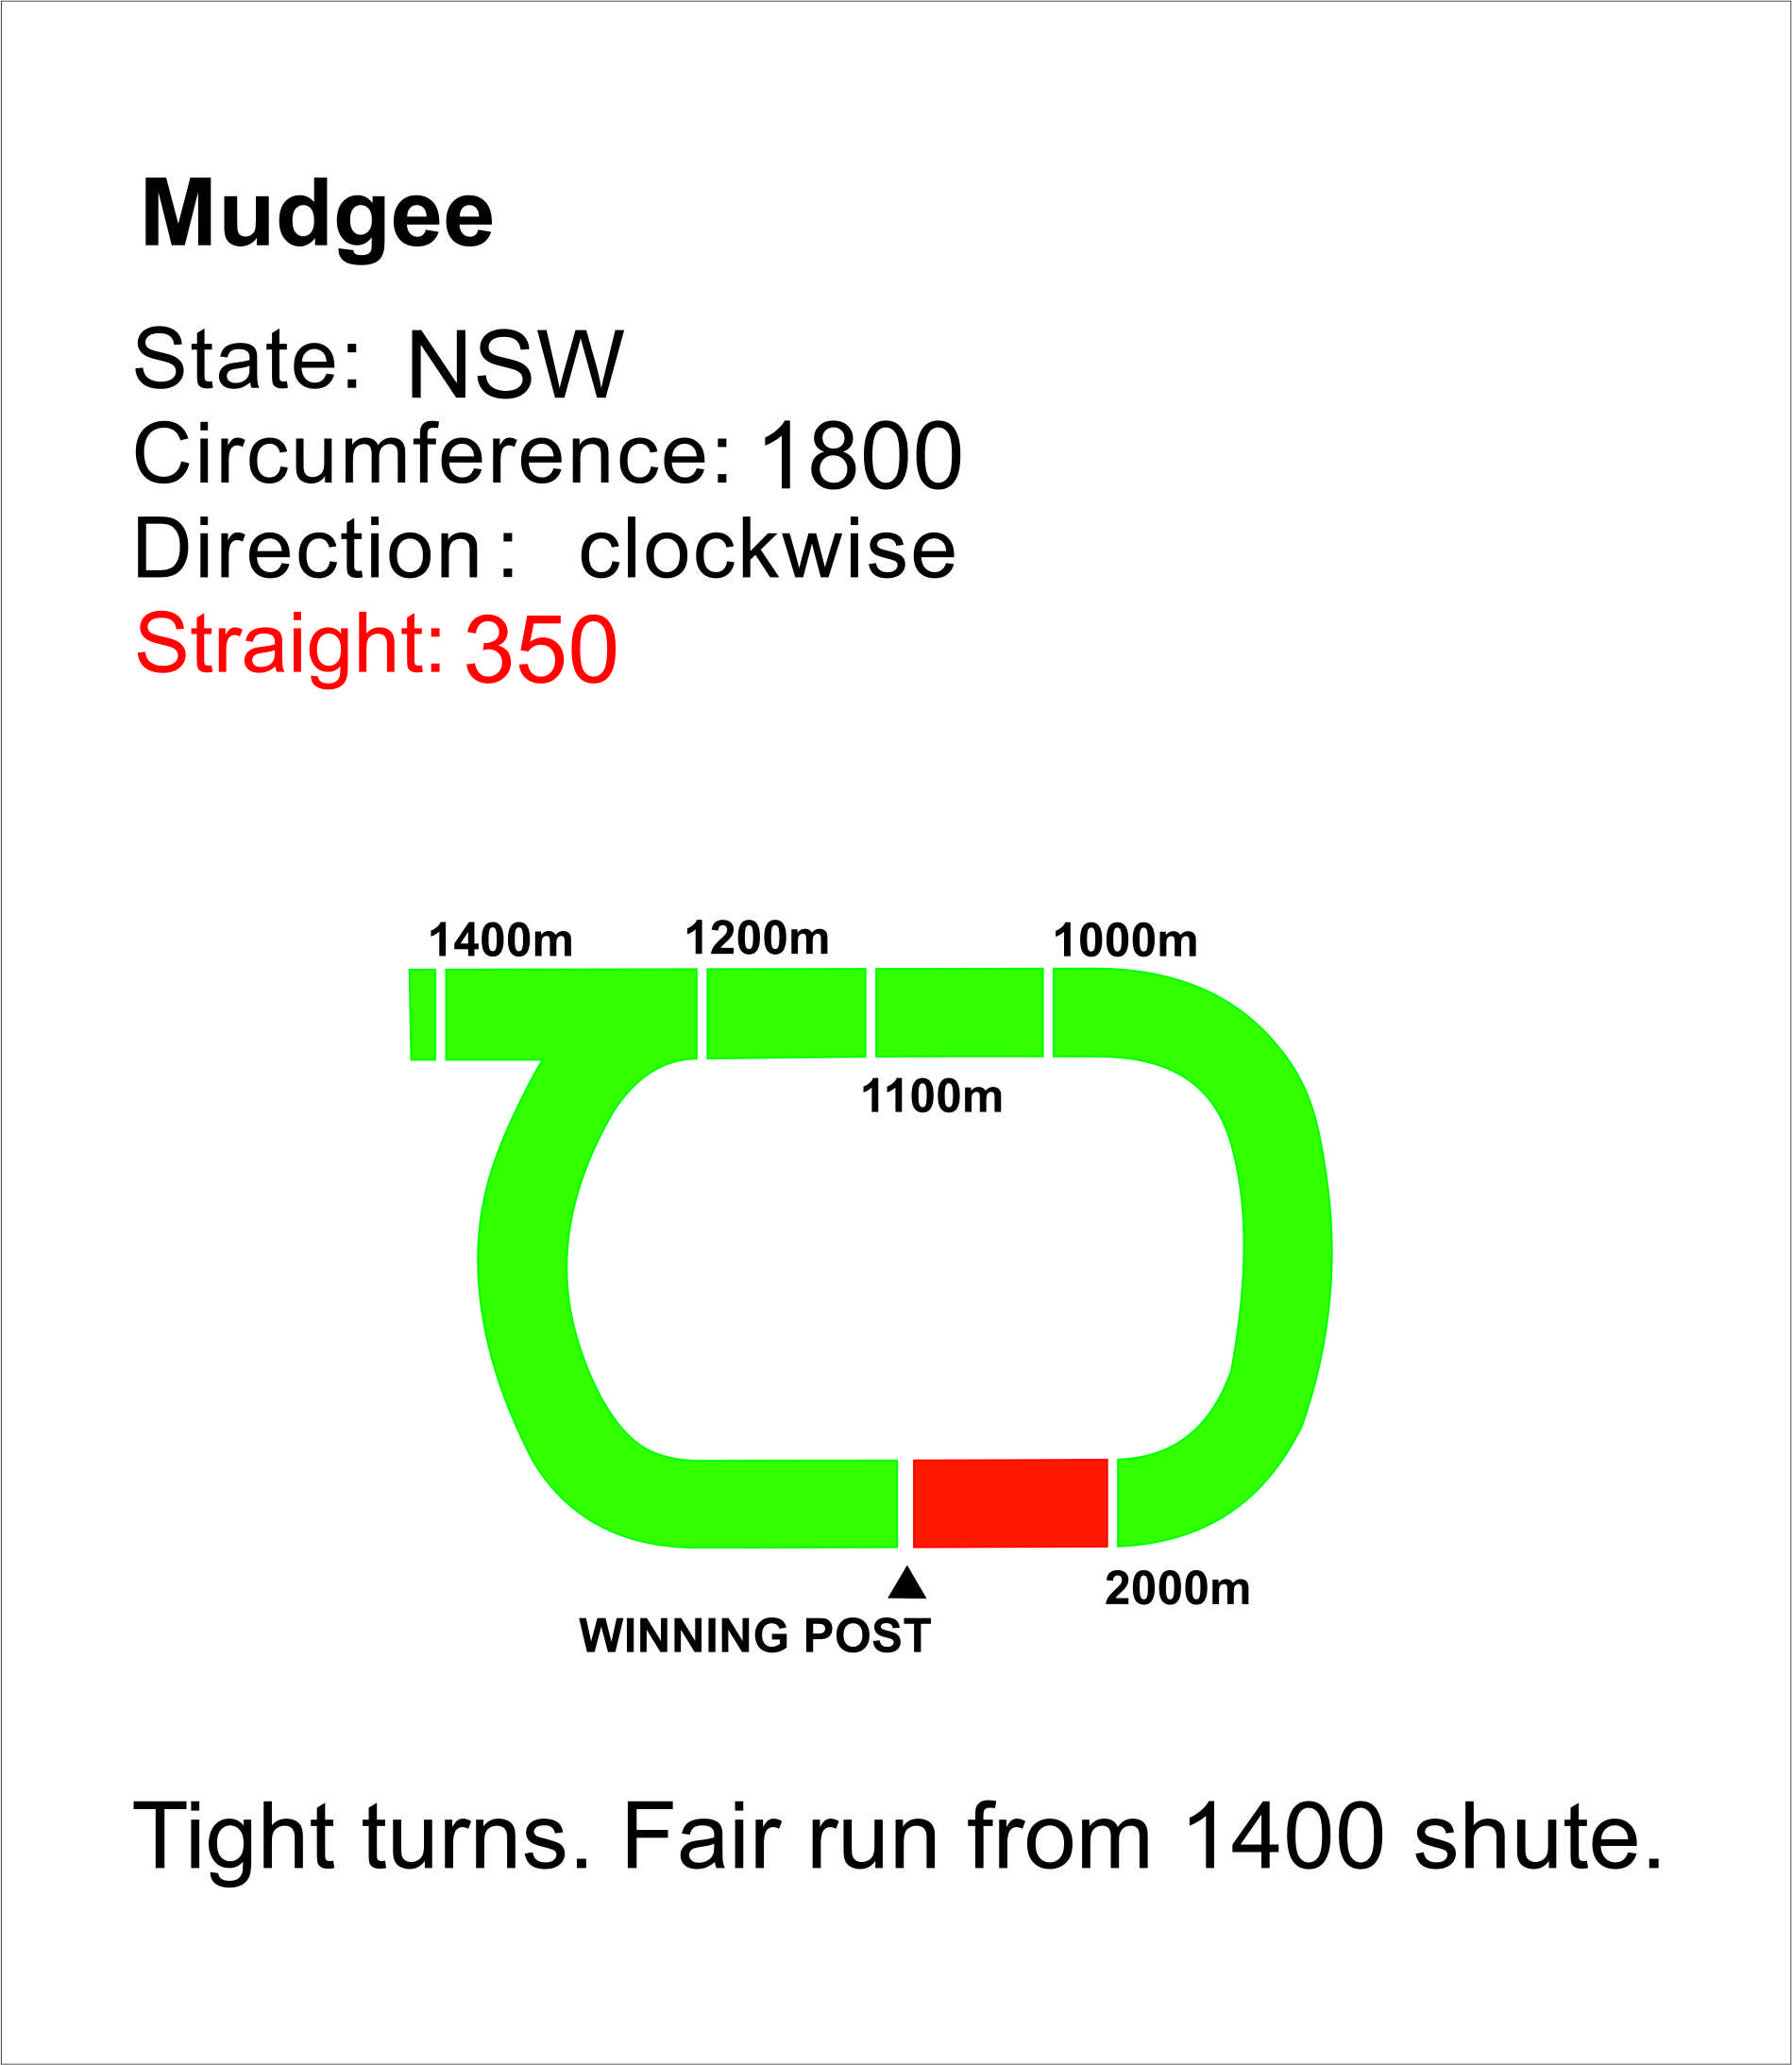 Mudgee
State: NSW
Circumference: 1800
Direction : clockwise
Straight: 350
1400m 1200m 1000m
1100m
2000m
WINNING POST
Tight turns. Fair run from 1400 shute.